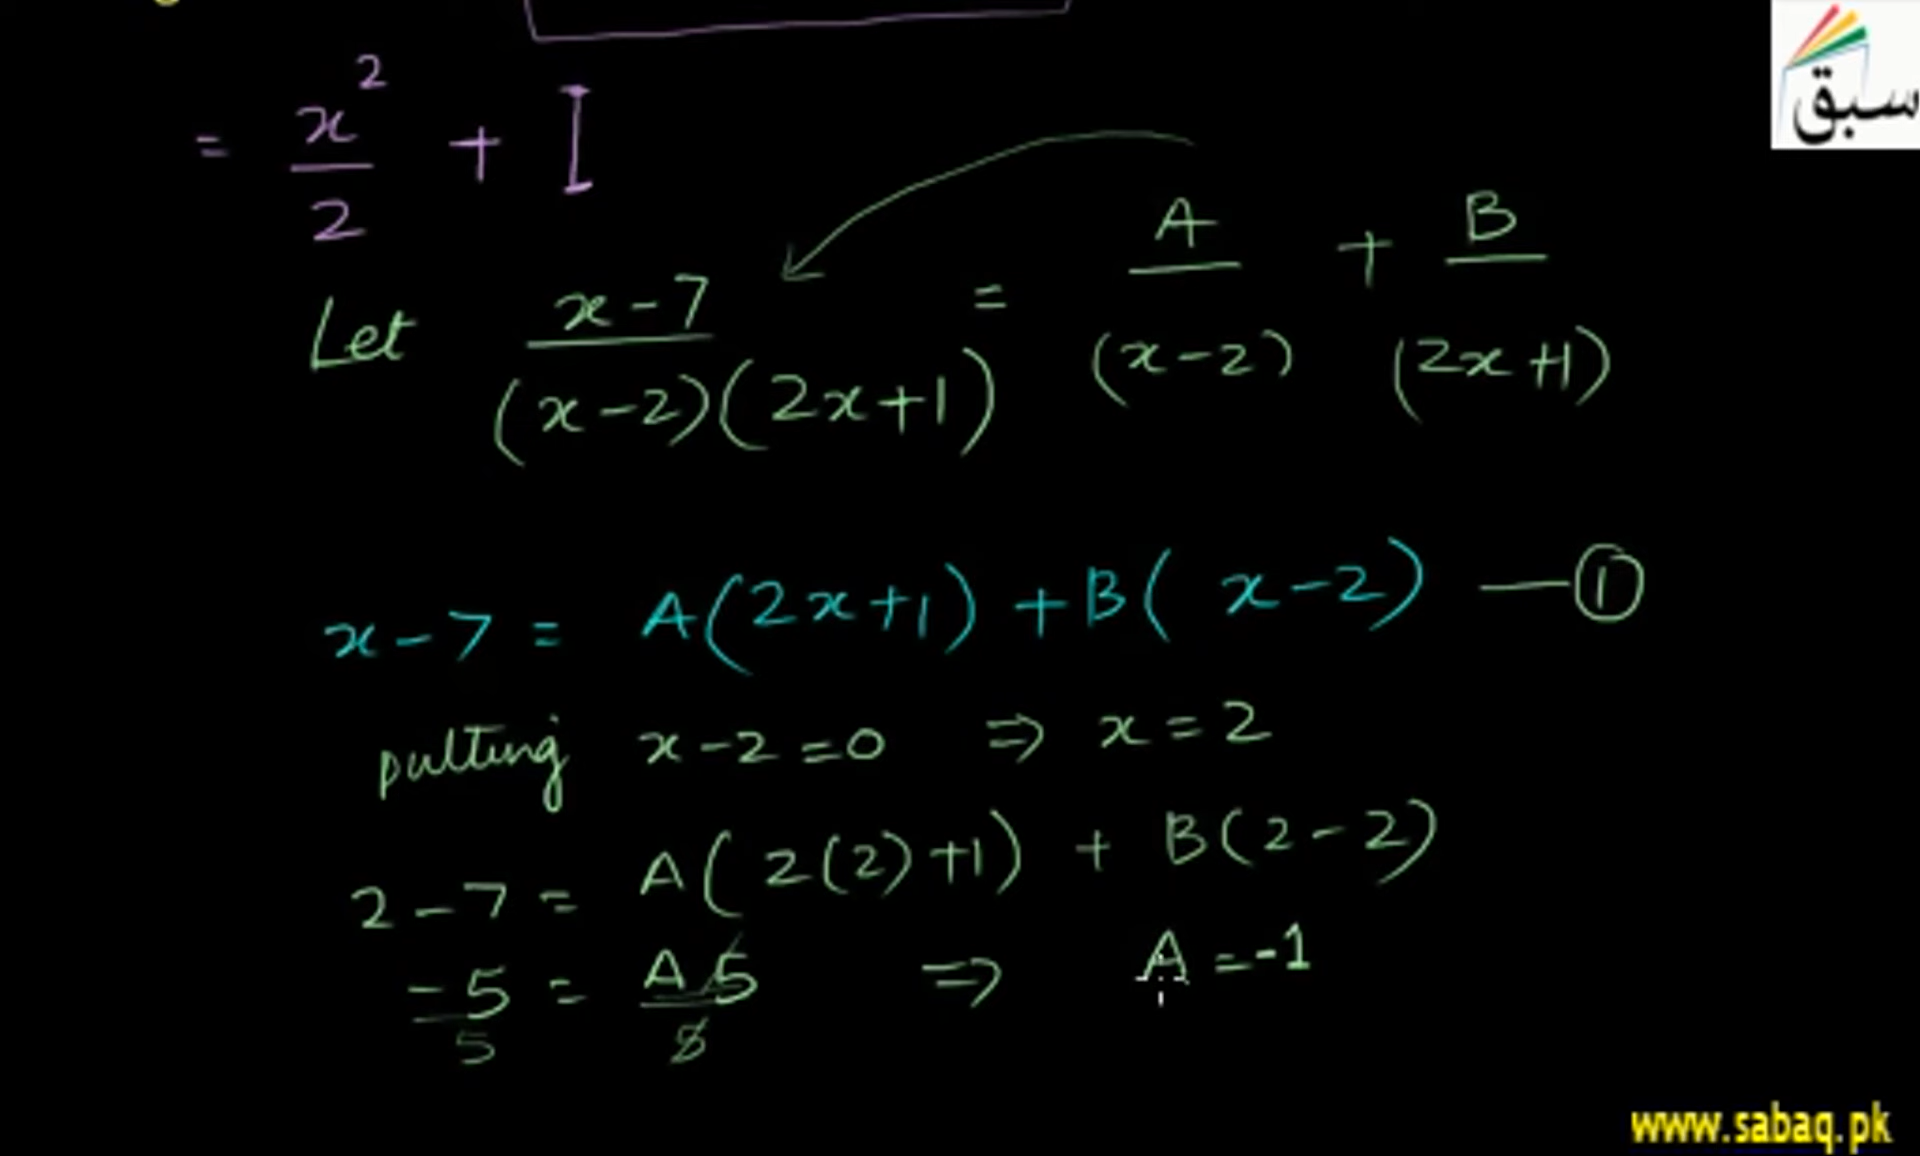 سبق
= x²/2 + I
Let (x-7)/((x-2)(2x+1)) = A/(x-2) + B/(2x+1)
x-7 = A(2x+1) + B(x-2) —①
putting x-2=0 ⇒ x=2
2-7 = A(2(2)+1) + B(2-2)
-5/5 = A5/5 ⇒ A=-1
www.sabaq.pk